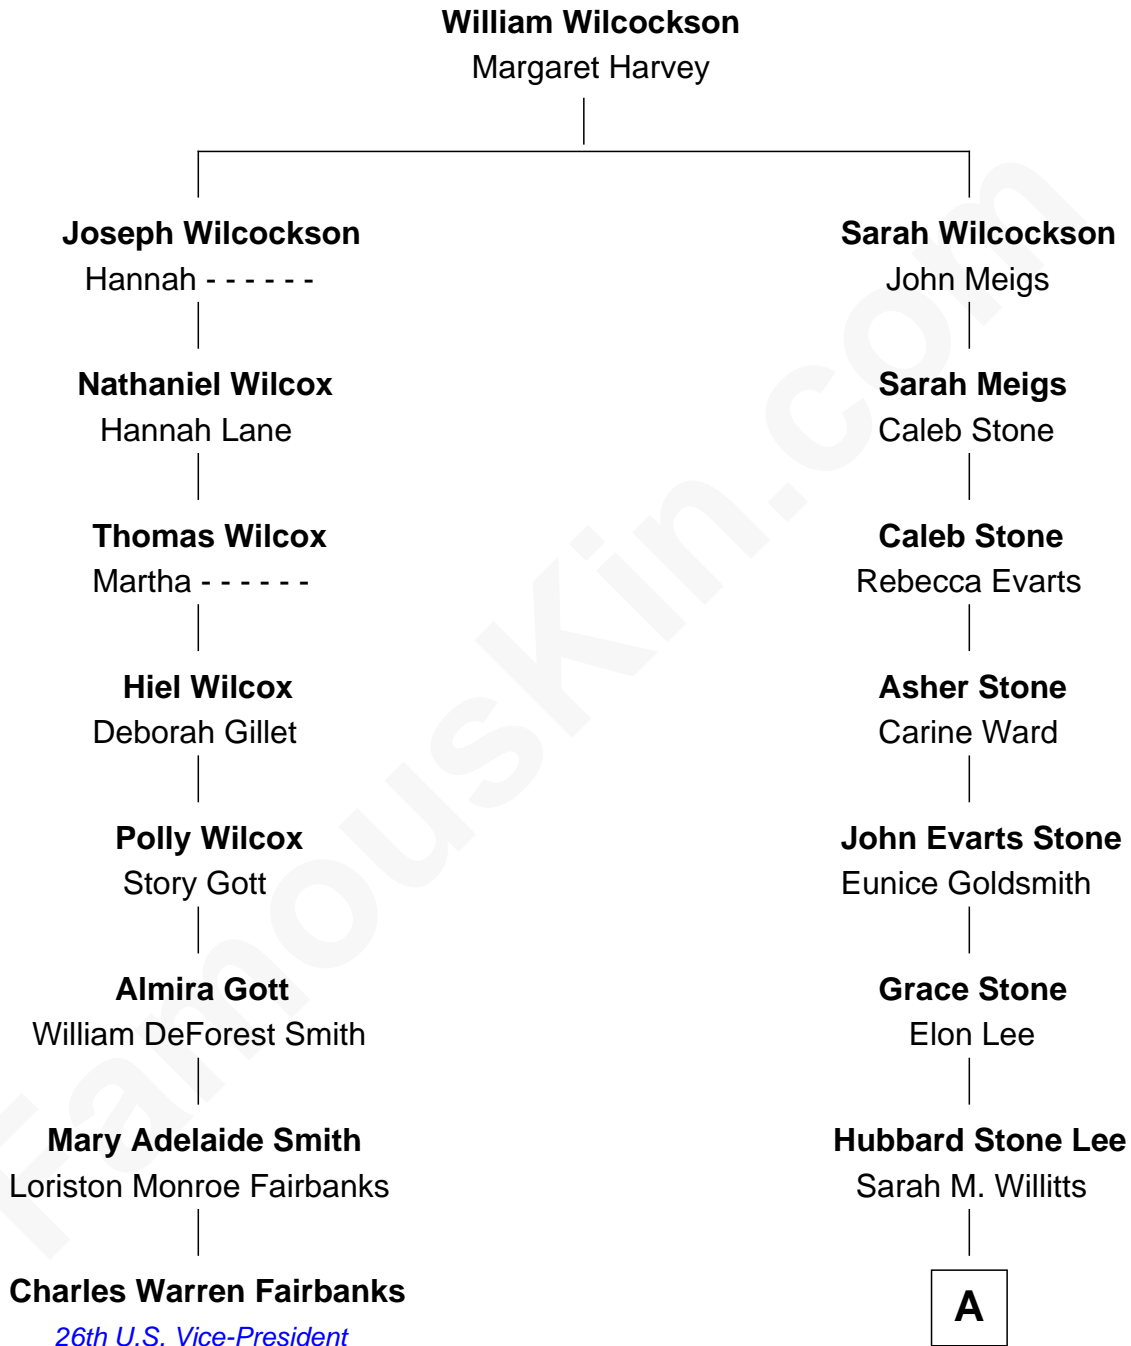 William Wilcockson
Margaret Harvey
Joseph Wilcockson
Hannah - - - - - -
Sarah Wilcockson
John Meigs
Nathaniel Wilcox
Hannah Lane
Sarah Meigs
Caleb Stone
Thomas Wilcox
Martha - - - - - -
Caleb Stone
Rebecca Evarts
Hiel Wilcox
Deborah Gillet
Asher Stone
Carine Ward
Polly Wilcox
Story Gott
John Evarts Stone
Eunice Goldsmith
Almira Gott
William DeForest Smith
Grace Stone
Elon Lee
Mary Adelaide Smith
Loriston Monroe Fairbanks
Hubbard Stone Lee
Sarah M. Willitts
Charles Warren Fairbanks
26th U.S. Vice-President
A
FamousKin.com